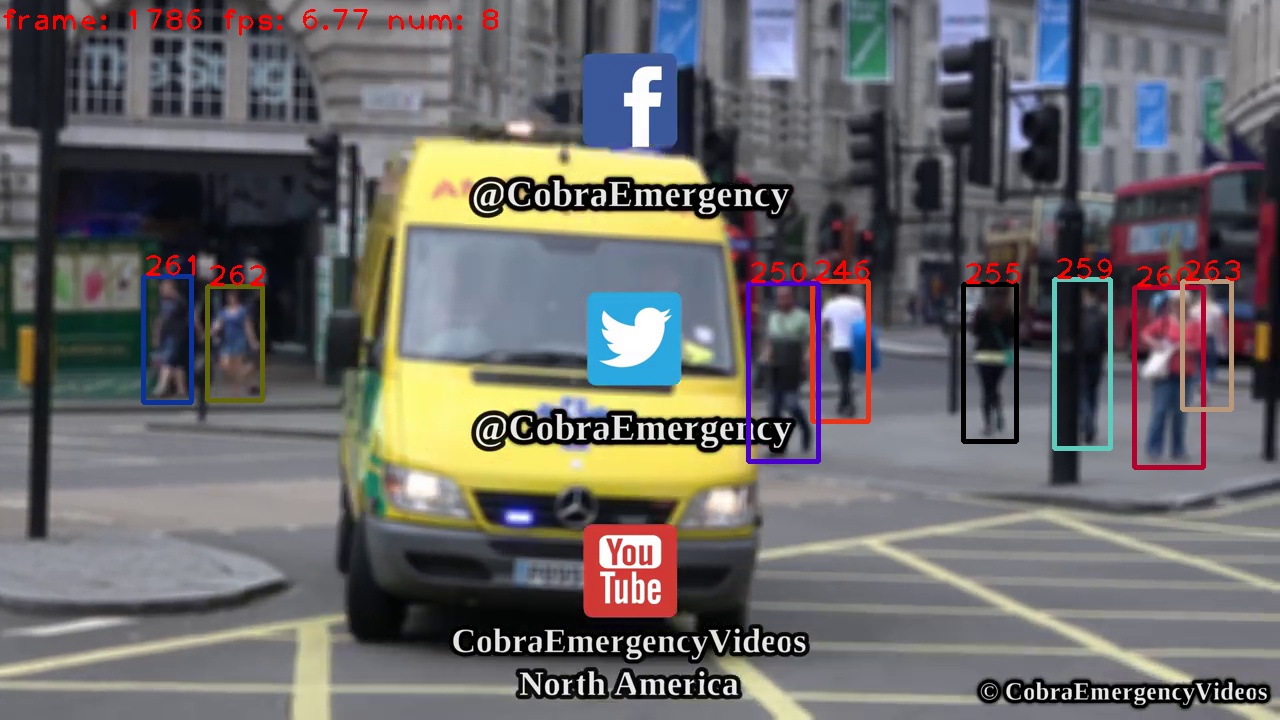 frame: 1786 fps: 6.77 num: 8
f
@CobraEmergency
261
262
250
246
255
259
260
263
@CobraEmergency
You
Tube
CobraEmergencyVideos
North America
© CobraEmergencyVideos